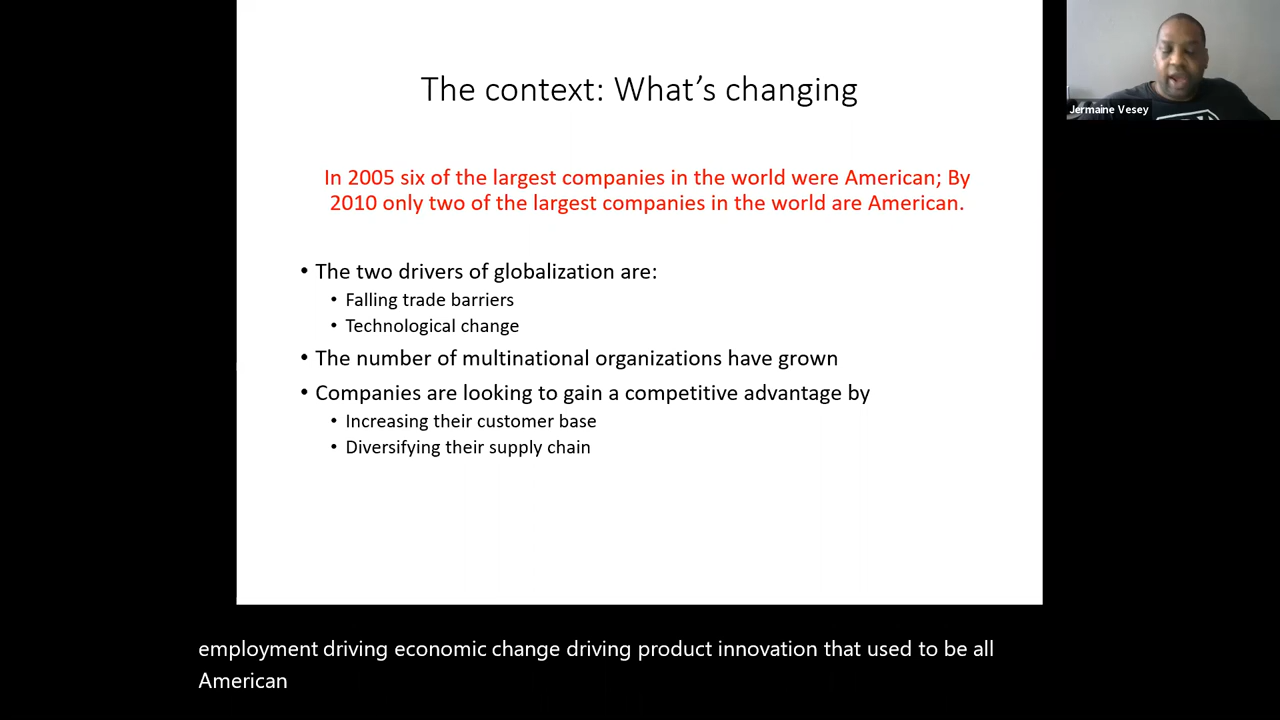 The context: What's changing
Jermaine Vesey
In 2005 six of the largest companies in the world were American; By
2010 only two of the largest companies in the world are American.
• The two drivers of globalization are:
• Falling trade barriers
• Technological change
• The number of multinational organizations have grown
• Companies are looking to gain a competitive advantage by
• Increasing their customer base
• Diversifying their supply chain
employment driving economic change driving product innovation that used to be all
American